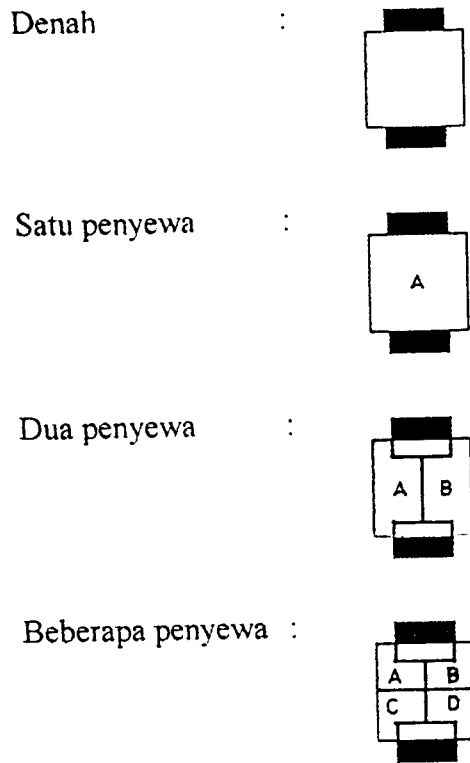 Denah :
Satu penyewa :
A
Dua penyewa :
A B
Beberapa penyewa :
A B
C D